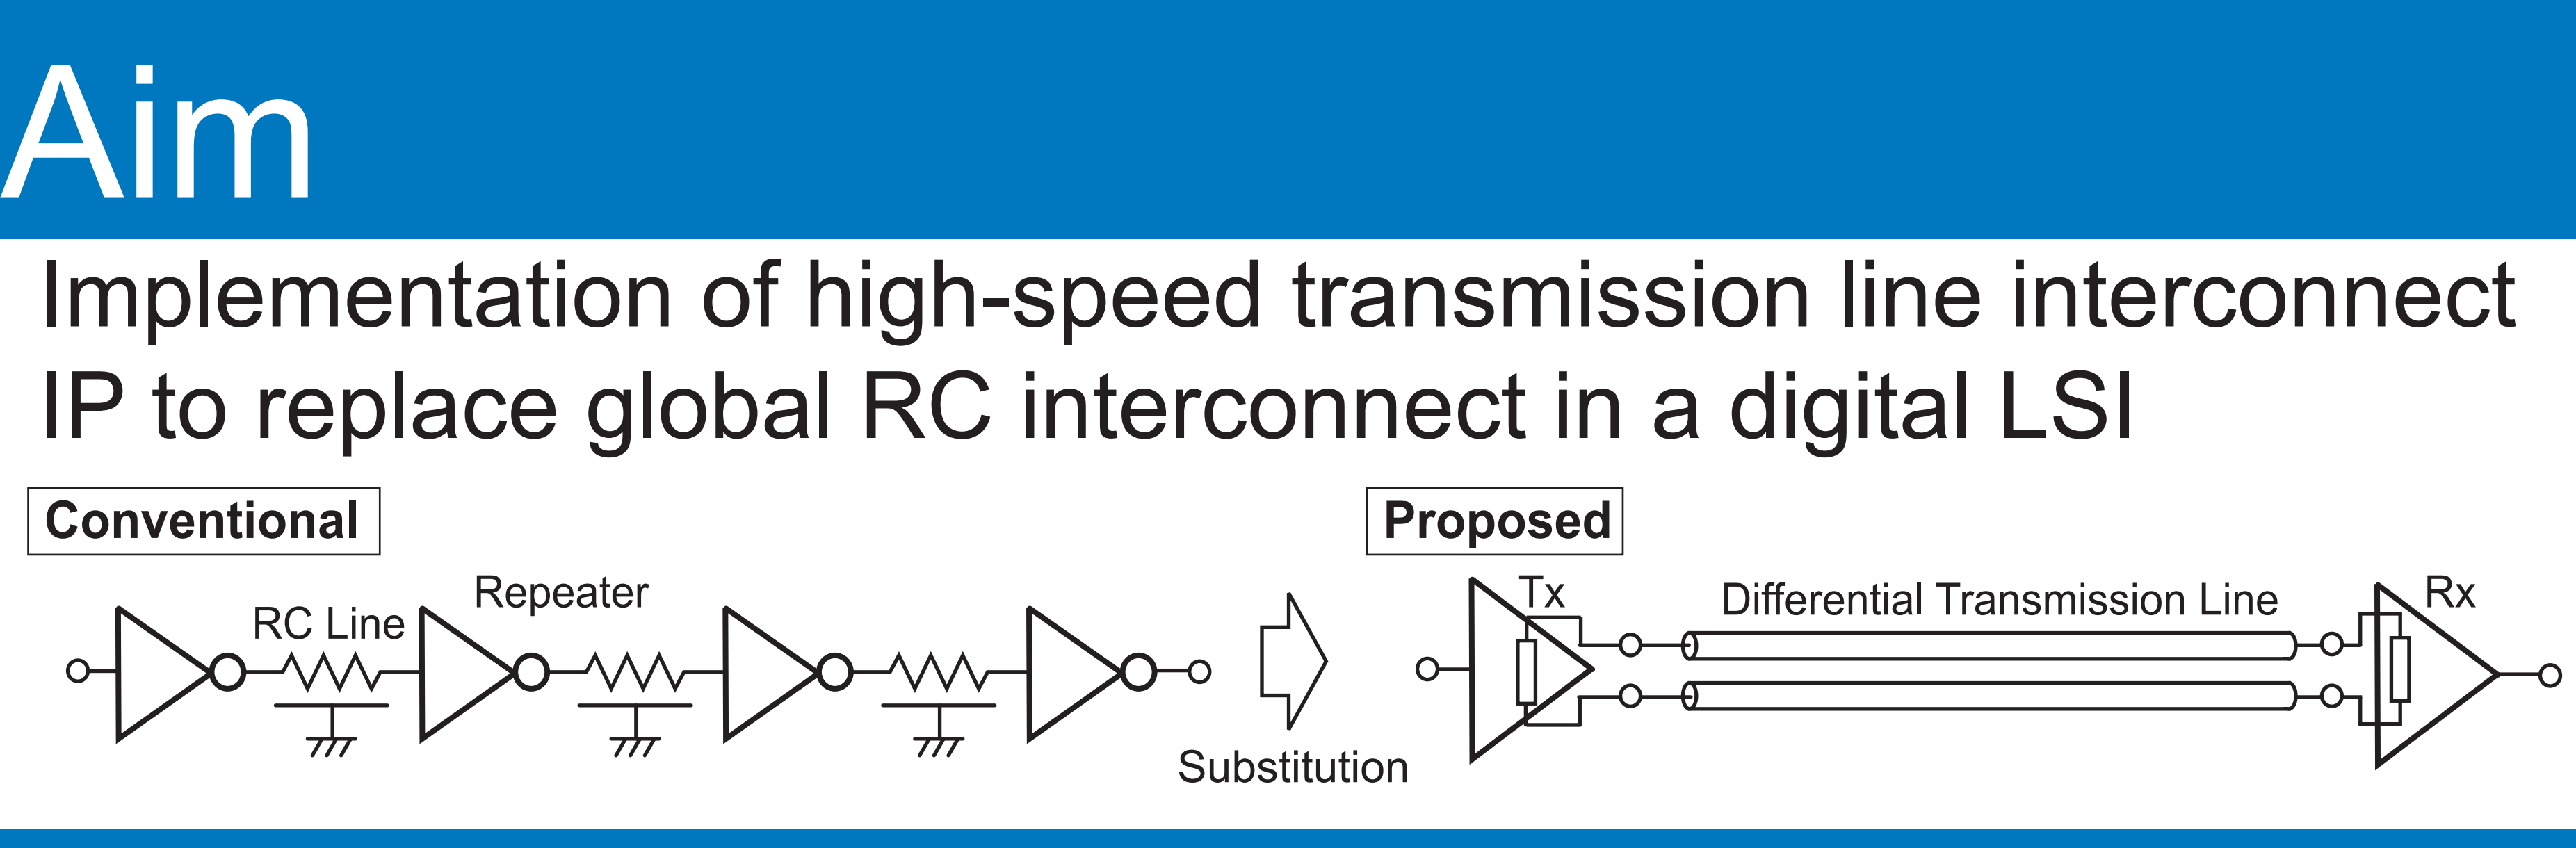 Aim
Implementation of high-speed transmission line interconnect
IP to replace global RC interconnect in a digital LSI
Conventional
RC Line
Repeater
Substitution
Proposed
Tx
Differential Transmission Line
Rx